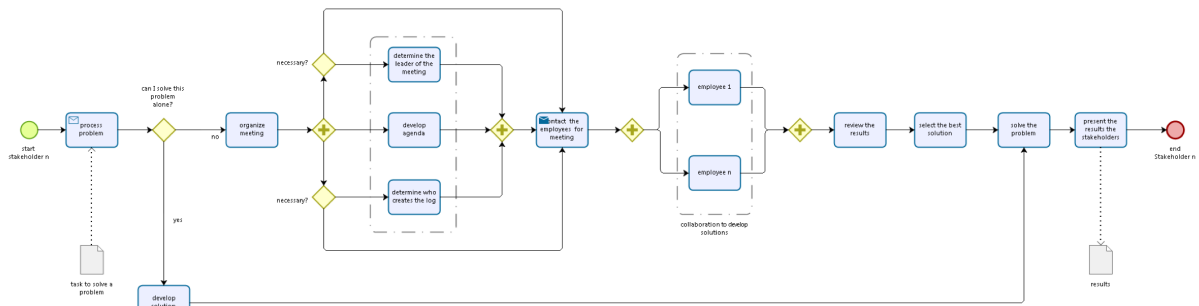 start
stakeholder n
process
problem
task to solve a
problem
can I solve this
problem
alone?
no
yes
develop
solution
organize
meeting
necessary?
necessary?
determine the
leader of the
meeting
develop
agenda
determine who
creates the log
contact the
employees for
meeting
employee 1
employee n
collaboration to develop
solutions
review the
results
select the best
solution
solve the
problem
present the
results the
stakeholders
results
end
Stakeholder n